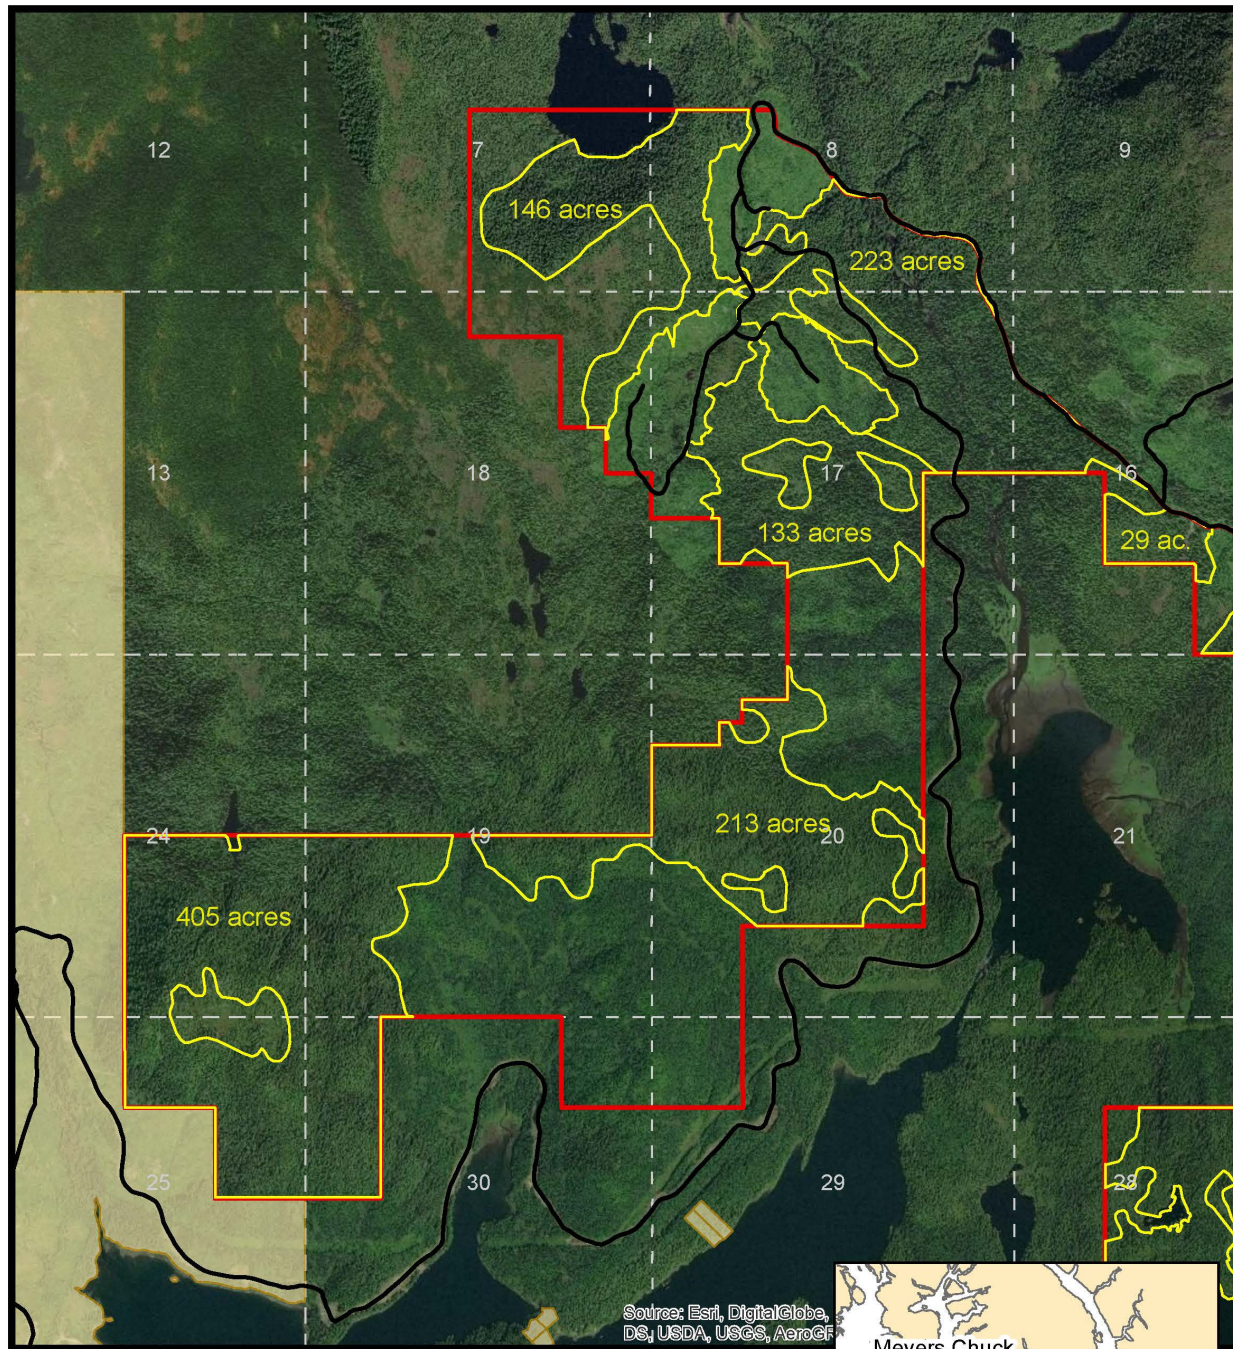 12
7
8
9
146 acres
223 acres
13
18
17
16
133 acres
29 ac.
24
19
213 acres
20
21
405 acres
25
30
29
28
Source: Esri, DigitalGlobe,
DS, USDA, USGS, AeroGR
Meyers Chuck